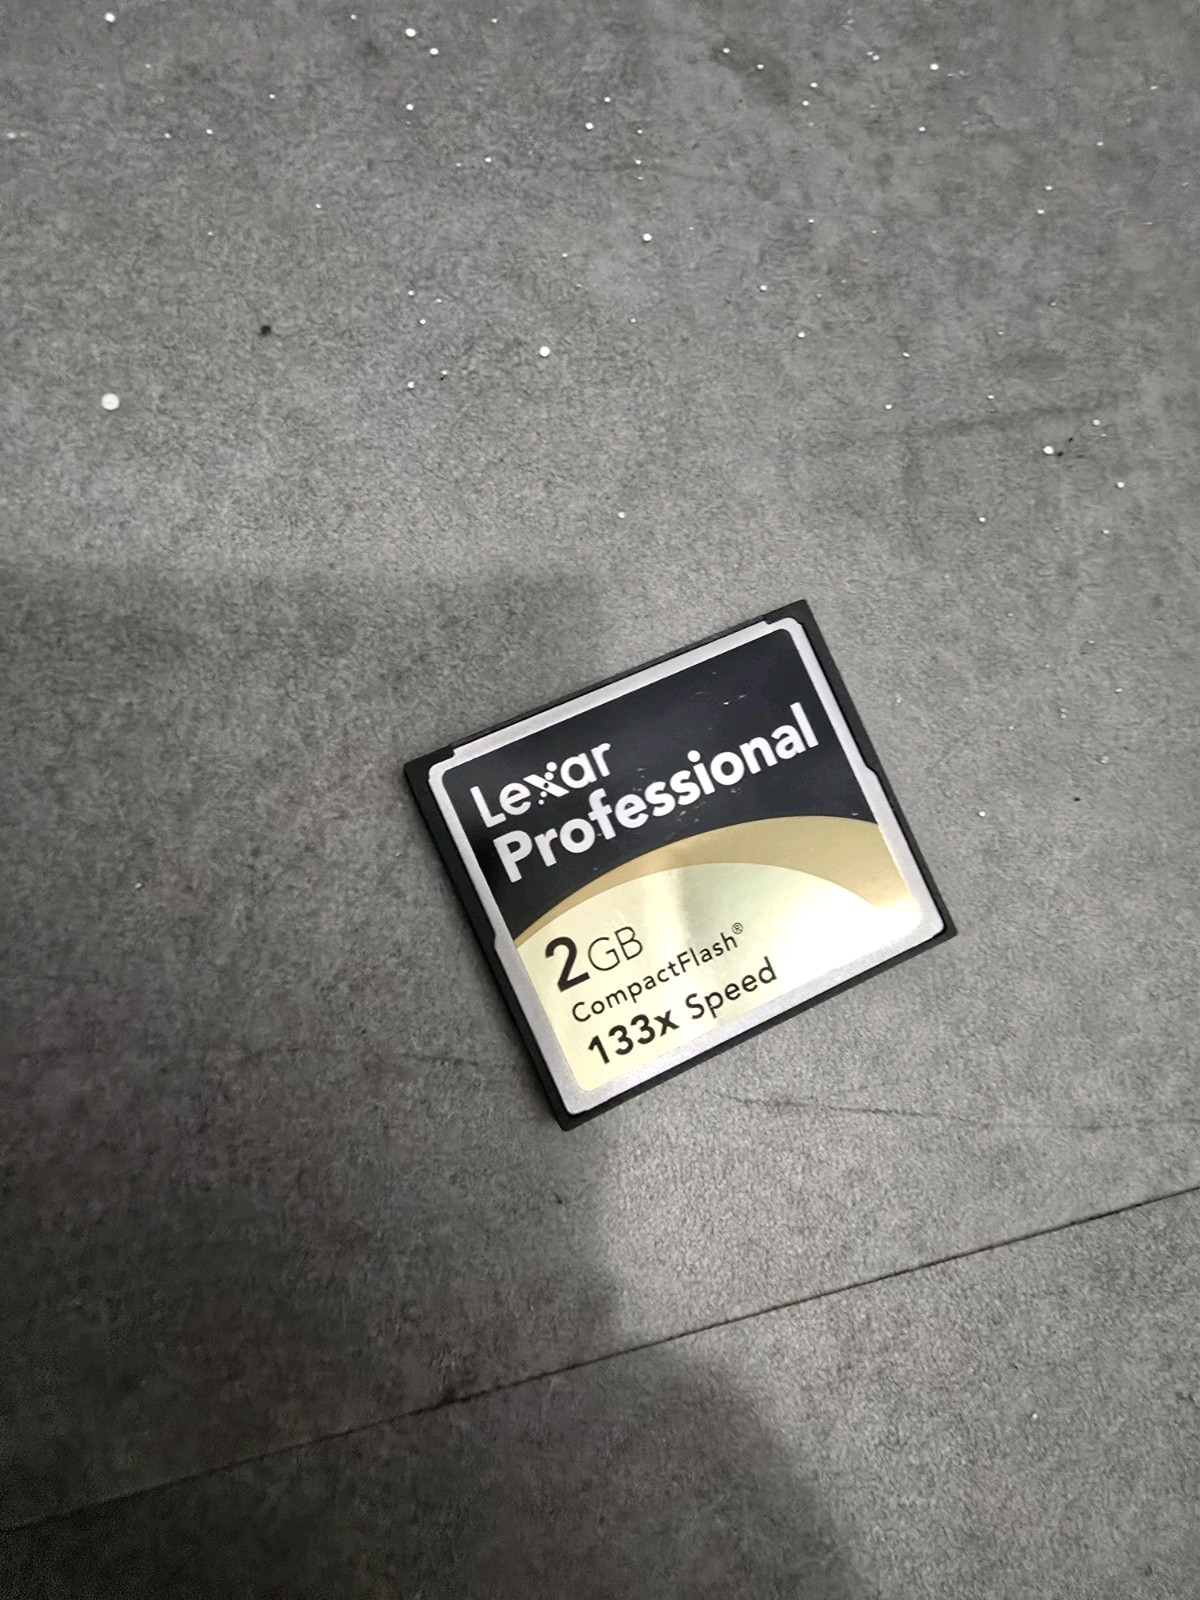 Lexar
Professional
2GB
CompactFlash®
133x Speed